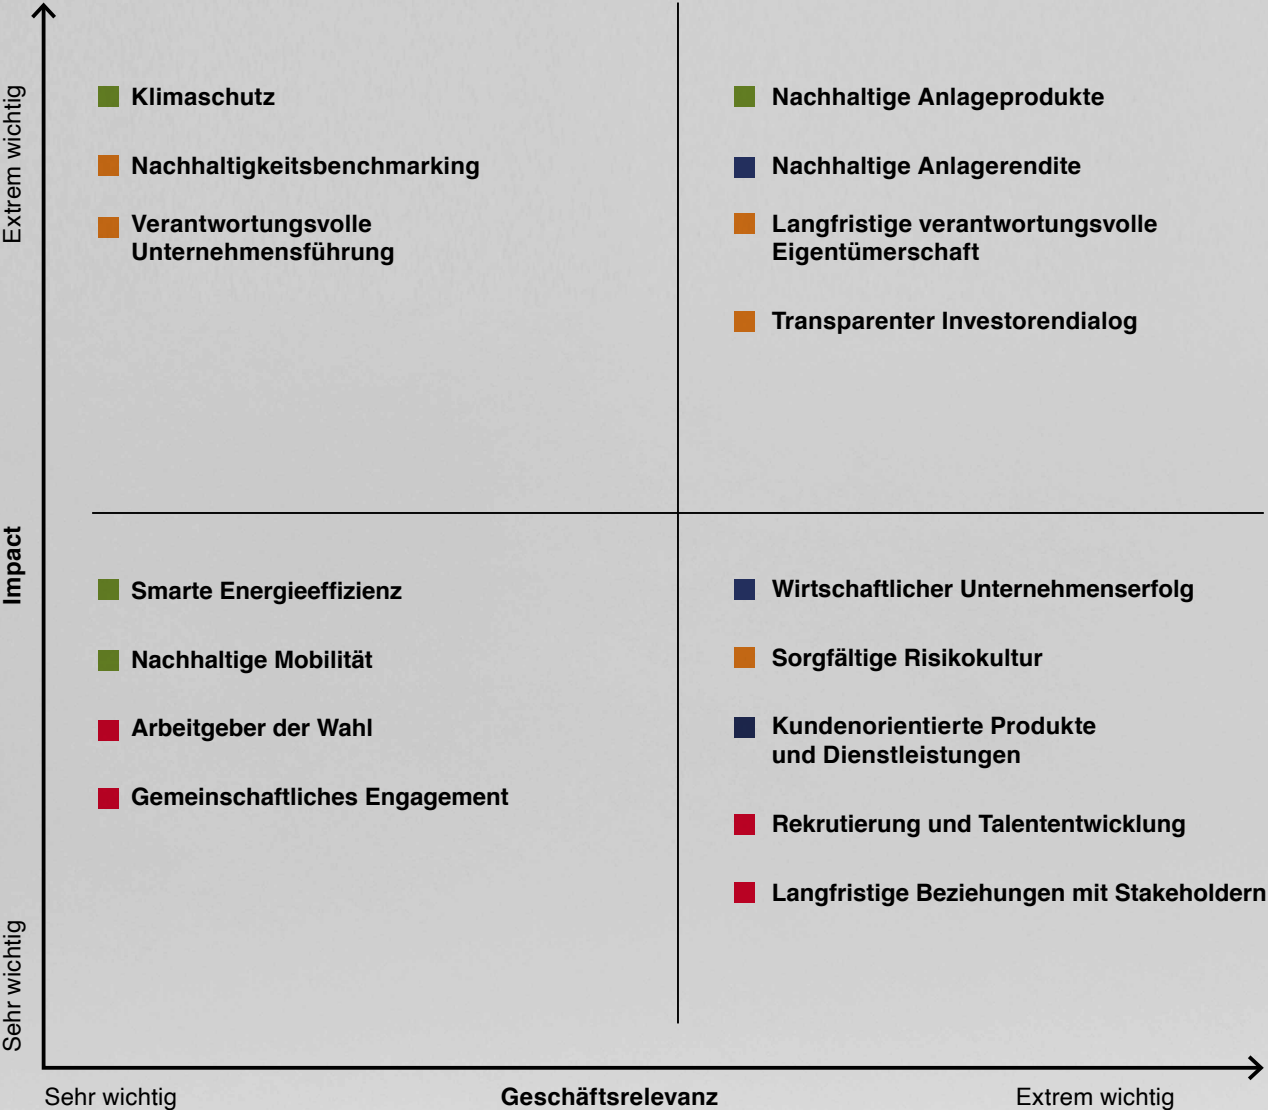 Extrem wichtig
Impact
Sehr wichtig
Klimaschutz
Nachhaltigkeitsbenchmarking
Verantwortungsvolle
Unternehmensführung
Nachhaltige Anlageprodukte
Nachhaltige Anlagerendite
Langfristige verantwortungsvolle
Eigentümerschaft
Transparenter Investorendialog
Smarte Energieeffizienz
Nachhaltige Mobilität
Arbeitgeber der Wahl
Gemeinschaftliches Engagement
Wirtschaftlicher Unternehmenserfolg
Sorgfältige Risikokultur
Kundenorientierte Produkte
und Dienstleistungen
Rekrutierung und Talententwicklung
Langfristige Beziehungen mit Stakeholdern
Sehr wichtig
Geschäftsrelevanz
Extrem wichtig